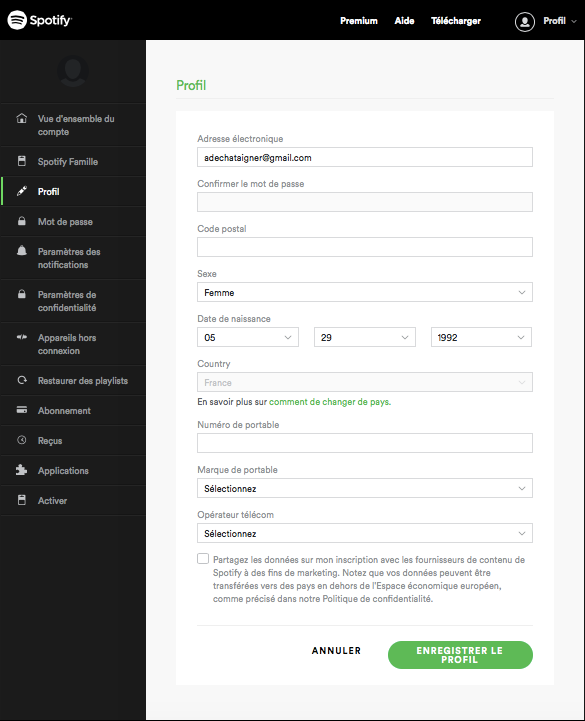 Spotify
Premium Aide Télécharger Profil
Vue d'ensemble du
compte
Spotify Famille
Profil
Mot de passe
Paramètres des
notifications
Paramètres de
confidentialité
Appareils hors
connexion
Restaurer des playlists
Abonnement
Reçus
Applications
Activer
Profil
Adresse électronique
adechataigner@gmail.com
Confirmer le mot de passe
Code postal
Sexe
Femme
Date de naissance
05 29 1992
Country
France
En savoir plus sur comment de changer de pays.
Numéro de portable
Marque de portable
Sélectionnez
Opérateur télécom
Sélectionnez
Partagez les données sur mon inscription avec les fournisseurs de contenu de
Spotify à des fins de marketing. Notez que vos données peuvent être
transférées vers des pays en dehors de l'Espace économique européen,
comme précisé dans notre Politique de confidentialité.
ANNULER
ENREGISTRER LE
PROFIL